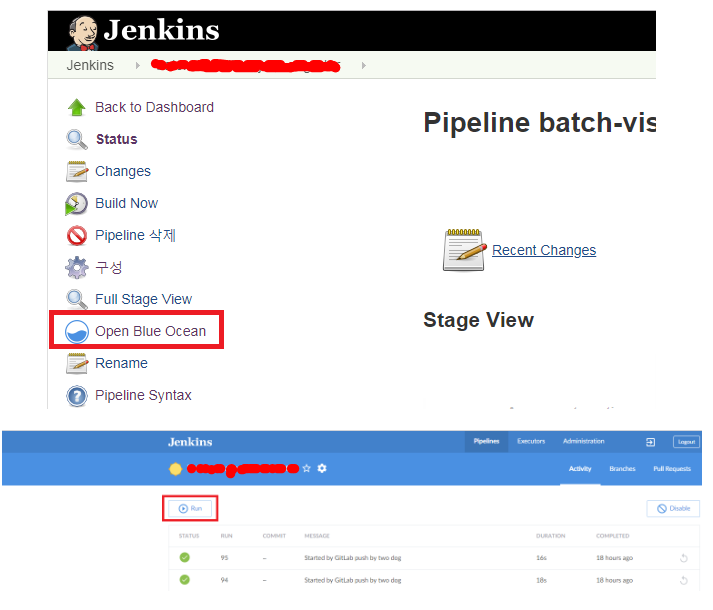 Jenkins
Jenkins
Back to Dashboard
Status
Changes
Build Now
Pipeline 삭제
구성
Full Stage View
Open Blue Ocean
Rename
Pipeline Syntax
Pipeline batch-vis
Recent Changes
Stage View
Jenkins Pipelines Executors Administration Logout
Activity Branches Pull Requests
Run Disable
STATUS RUN COMMIT MESSAGE DURATION COMPLETED
95 – Started by GitLab push by two dog 16s 18 hours ago
94 – Started by GitLab push by two dog 18s 18 hours ago